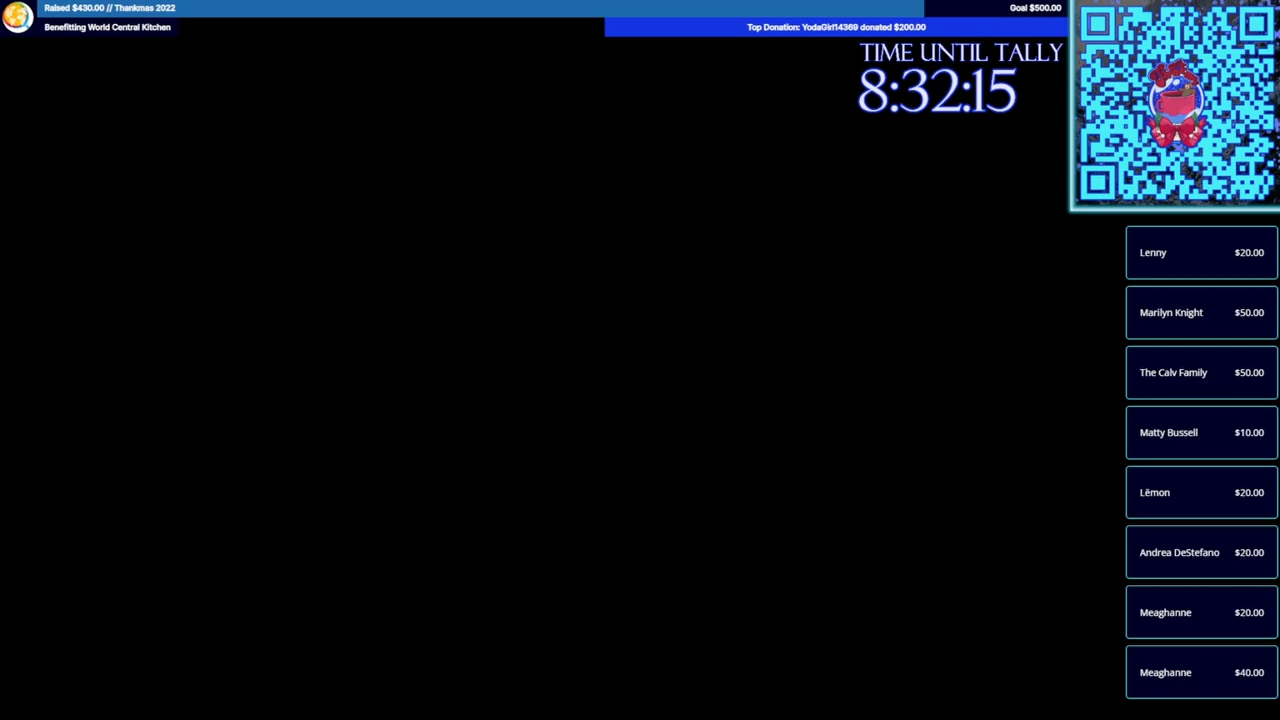 Raised $430.00 // Thankmas 2022
Goal $500.00
Benefitting World Central Kitchen
Top Donation: YodaGirl14369 donated $200.00
TIME UNTIL TALLY
8:32:15
Lenny $20.00
Marilyn Knight $50.00
The Calv Family $50.00
Matty Bussell $10.00
Lēmon $20.00
Andrea DeStefano $20.00
Meaghanne $20.00
Meaghanne $40.00